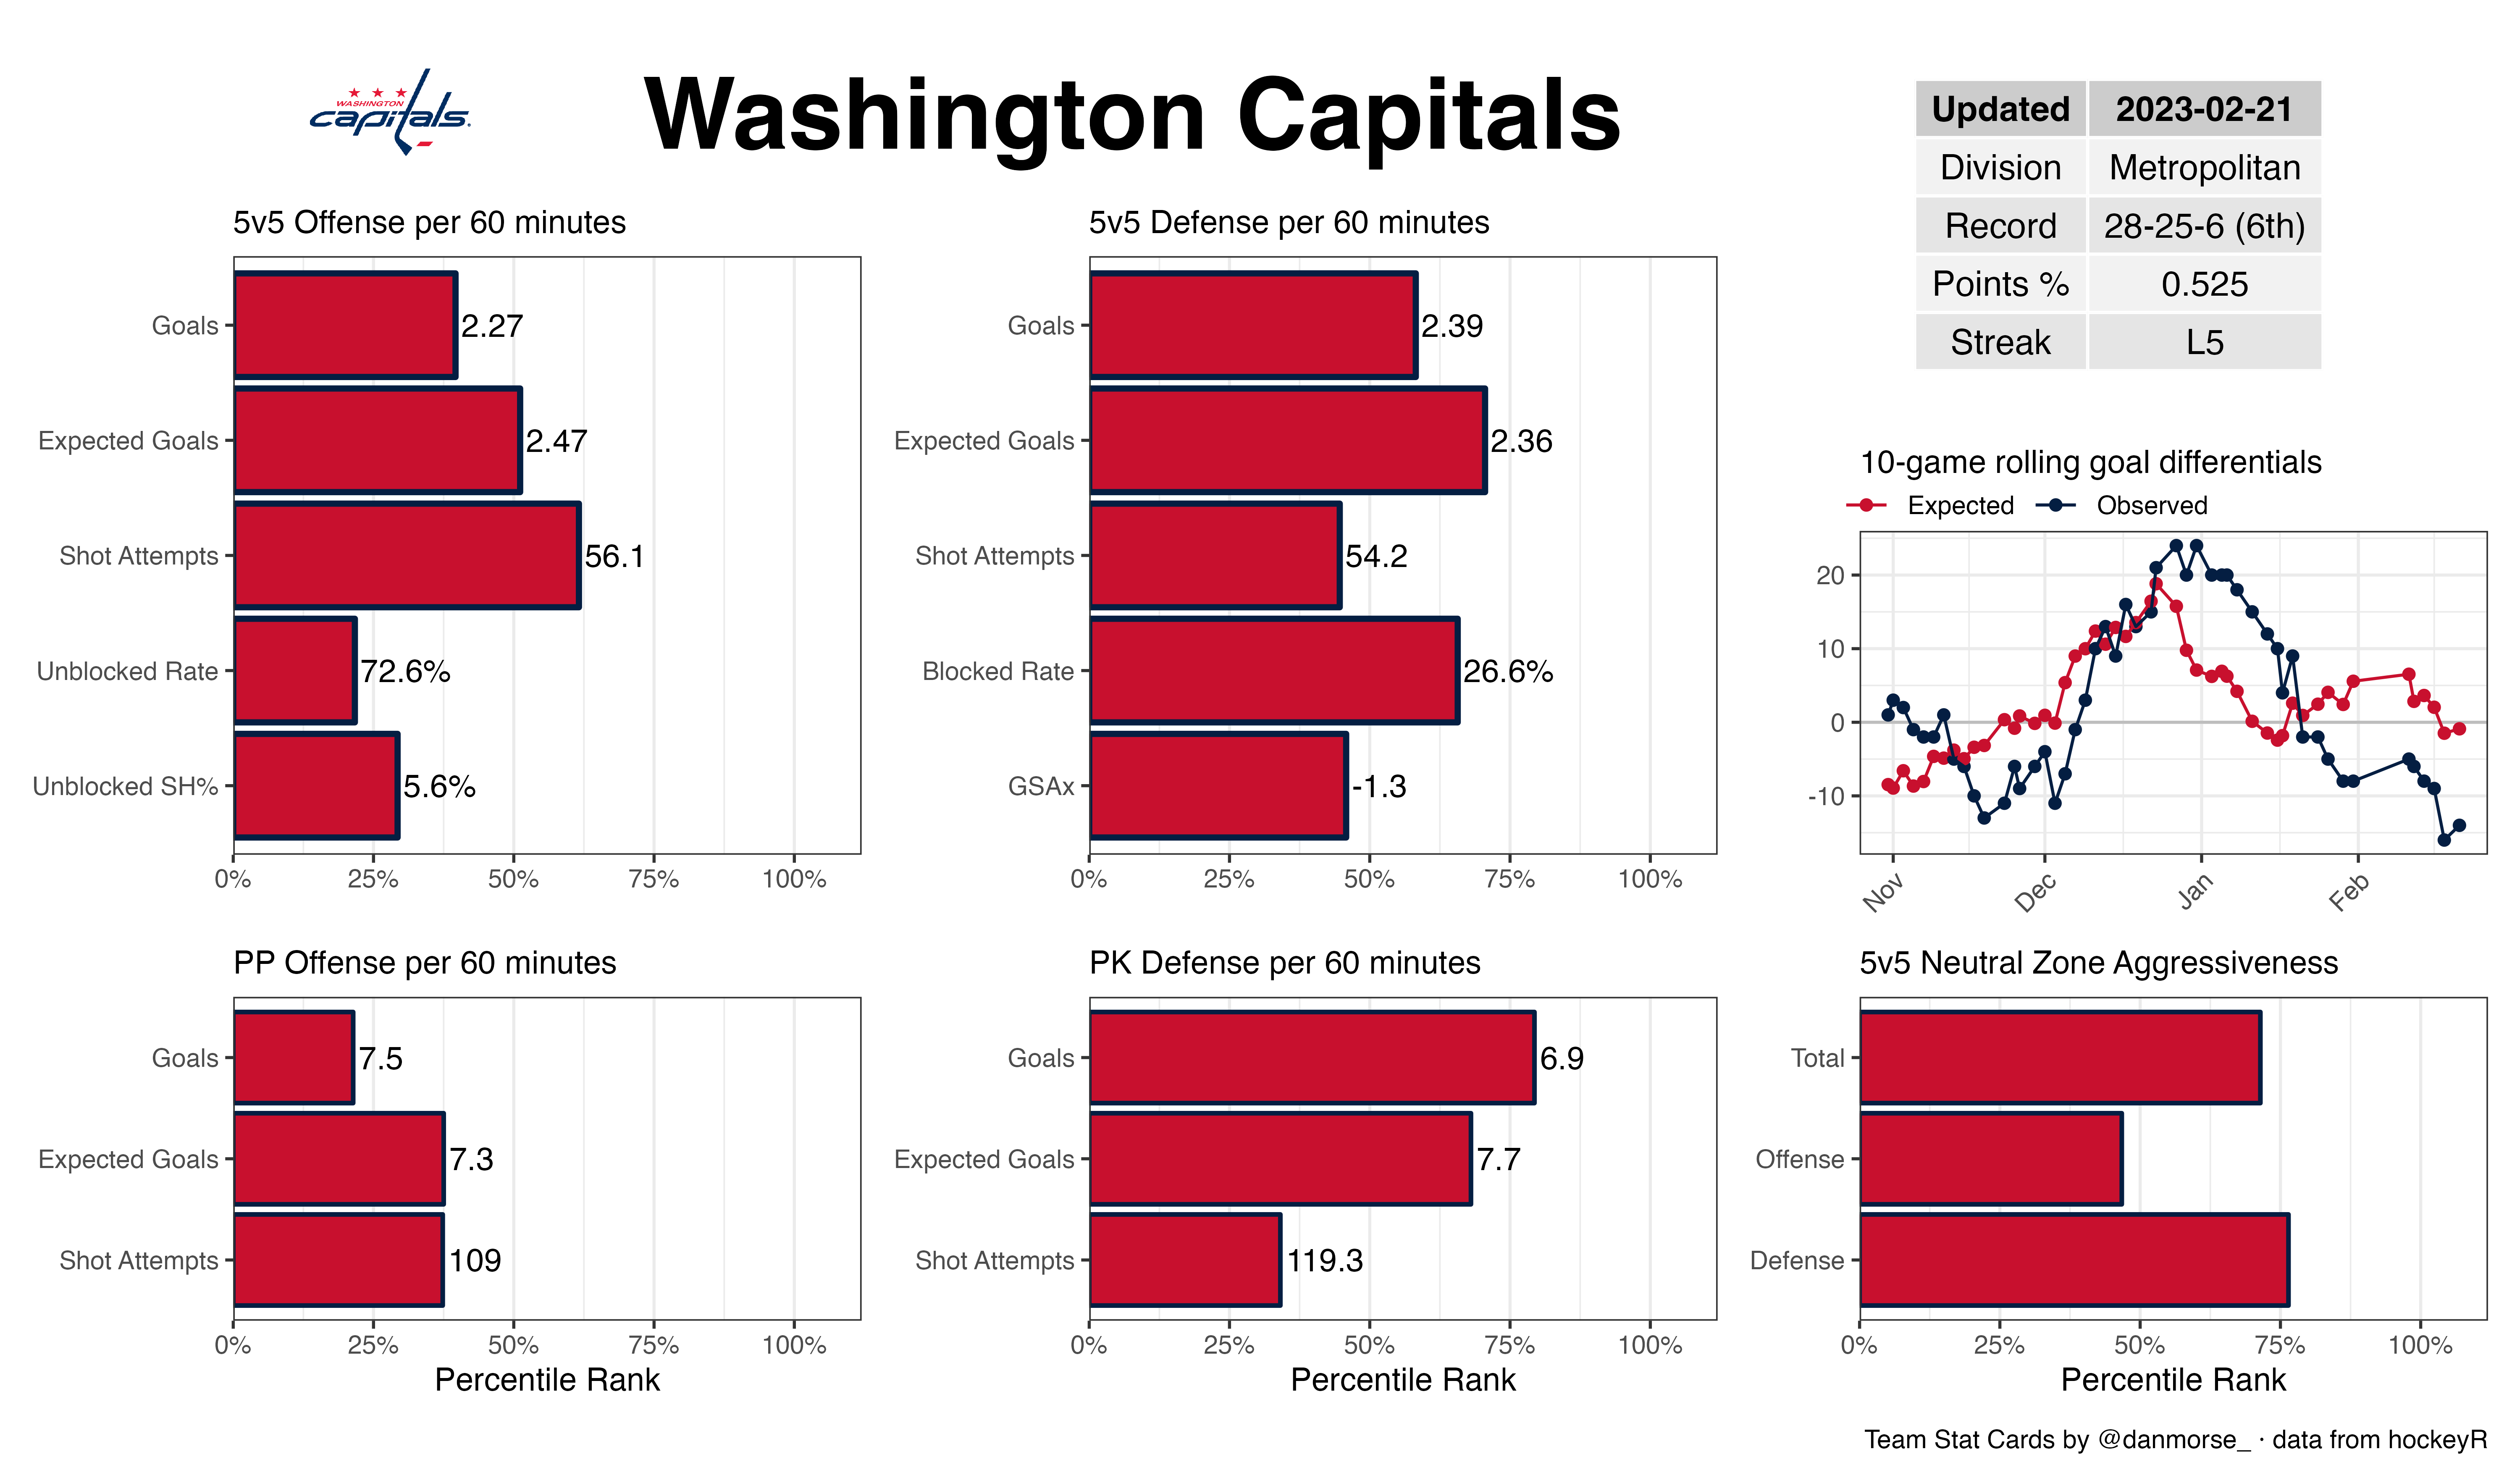 WASHINGTON
capitals.
Washington Capitals
Updated 2023-02-21
Division Metropolitan
Record 28-25-6 (6th)
Points % 0.525
Streak L5
5v5 Offense per 60 minutes
Goals 2.27
Expected Goals 2.47
Shot Attempts 56.1
Unblocked Rate 72.6%
Unblocked SH% 5.6%
0% 25% 50% 75% 100%
5v5 Defense per 60 minutes
Goals 2.39
Expected Goals 2.36
Shot Attempts 54.2
Blocked Rate 26.6%
GSAx -1.3
0% 25% 50% 75% 100%
10-game rolling goal differentials
Expected Observed
20
10
0
-10
Nov Dec Jan Feb
PP Offense per 60 minutes
Goals 7.5
Expected Goals 7.3
Shot Attempts 109
0% 25% 50% 75% 100%
Percentile Rank
PK Defense per 60 minutes
Goals 6.9
Expected Goals 7.7
Shot Attempts 119.3
0% 25% 50% 75% 100%
Percentile Rank
5v5 Neutral Zone Aggressiveness
Total
Offense
Defense
0% 25% 50% 75% 100%
Percentile Rank
Team Stat Cards by @danmorse_ · data from hockeyR